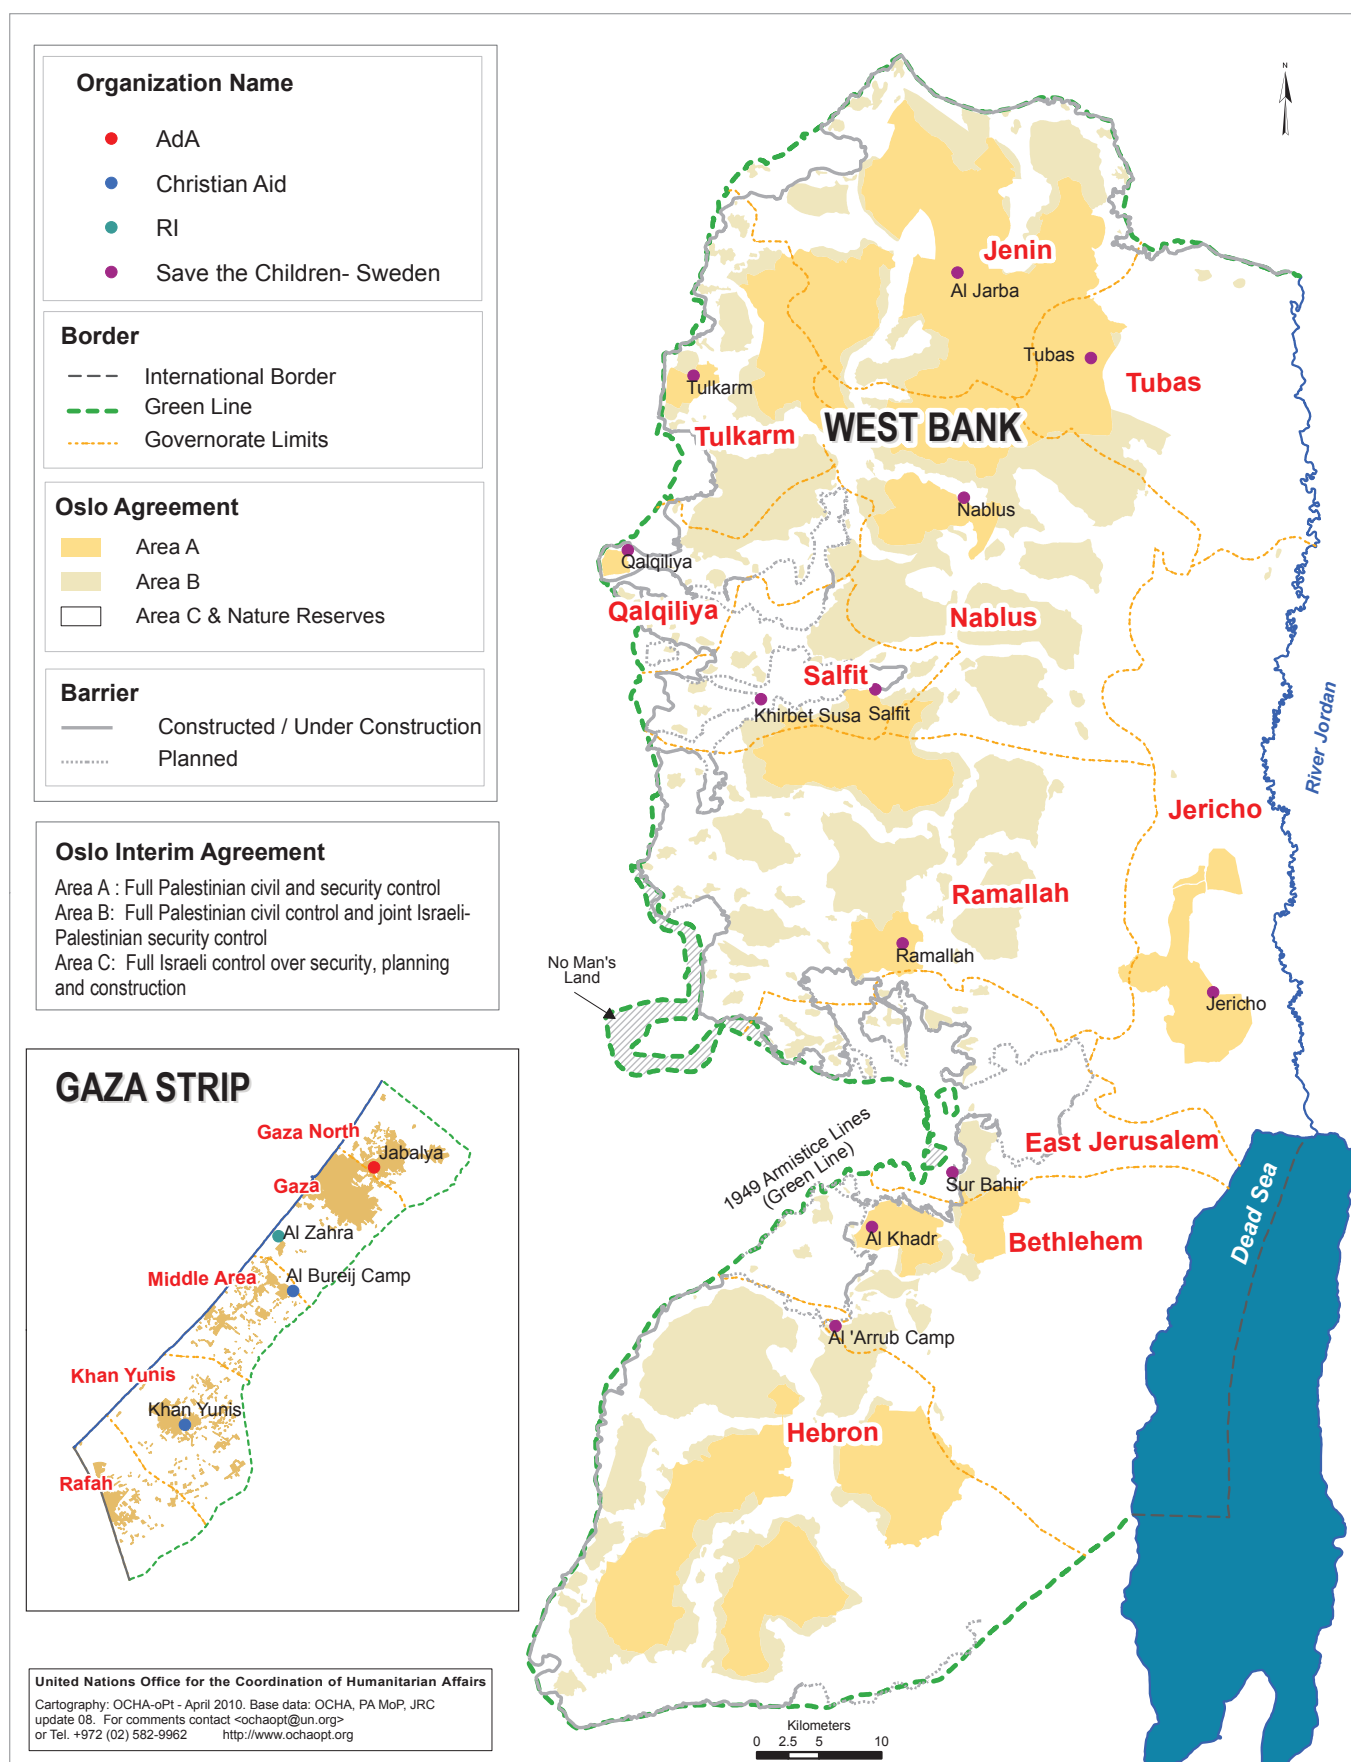 Organization Name
AdA
Christian Aid
RI
Save the Children- Sweden
Border
International Border
Green Line
Governorate Limits
Oslo Agreement
Area A
Area B
Area C & Nature Reserves
Barrier
Constructed / Under Construction
Planned
Oslo Interim Agreement
Area A : Full Palestinian civil and security control
Area B: Full Palestinian civil control and joint Israeli-
Palestinian security control
Area C: Full Israeli control over security, planning
and construction
N
Jenin
Al Jarba
Tubas
Tubas
Tulkarm
Tulkarm
WEST BANK
Nablus
Qalqiliya
Qalqiliya
Nablus
Salfit
Khirbet Susa
Salfit
River Jordan
Jericho
Ramallah
Ramallah
No Man's
Land
Jericho
1949 Armistice Lines
(Green Line)
East Jerusalem
Sur Bahir
Dead Sea
Al Khadr
Bethlehem
Al 'Arrub Camp
Hebron
GAZA STRIP
Gaza North
Jabalya
Gaza
Al Zahra
Middle Area
Al Bureij Camp
Khan Yunis
Khan Yunis
Rafah
United Nations Office for the Coordination of Humanitarian Affairs
Cartography: OCHA-oPt - April 2010. Base data: OCHA, PA MoP, JRC
update 08. For comments contact <ochaopt@un.org>
or Tel. +972 (02) 582-9962 http://www.ochaopt.org
Kilometers
0 2.5 5 10